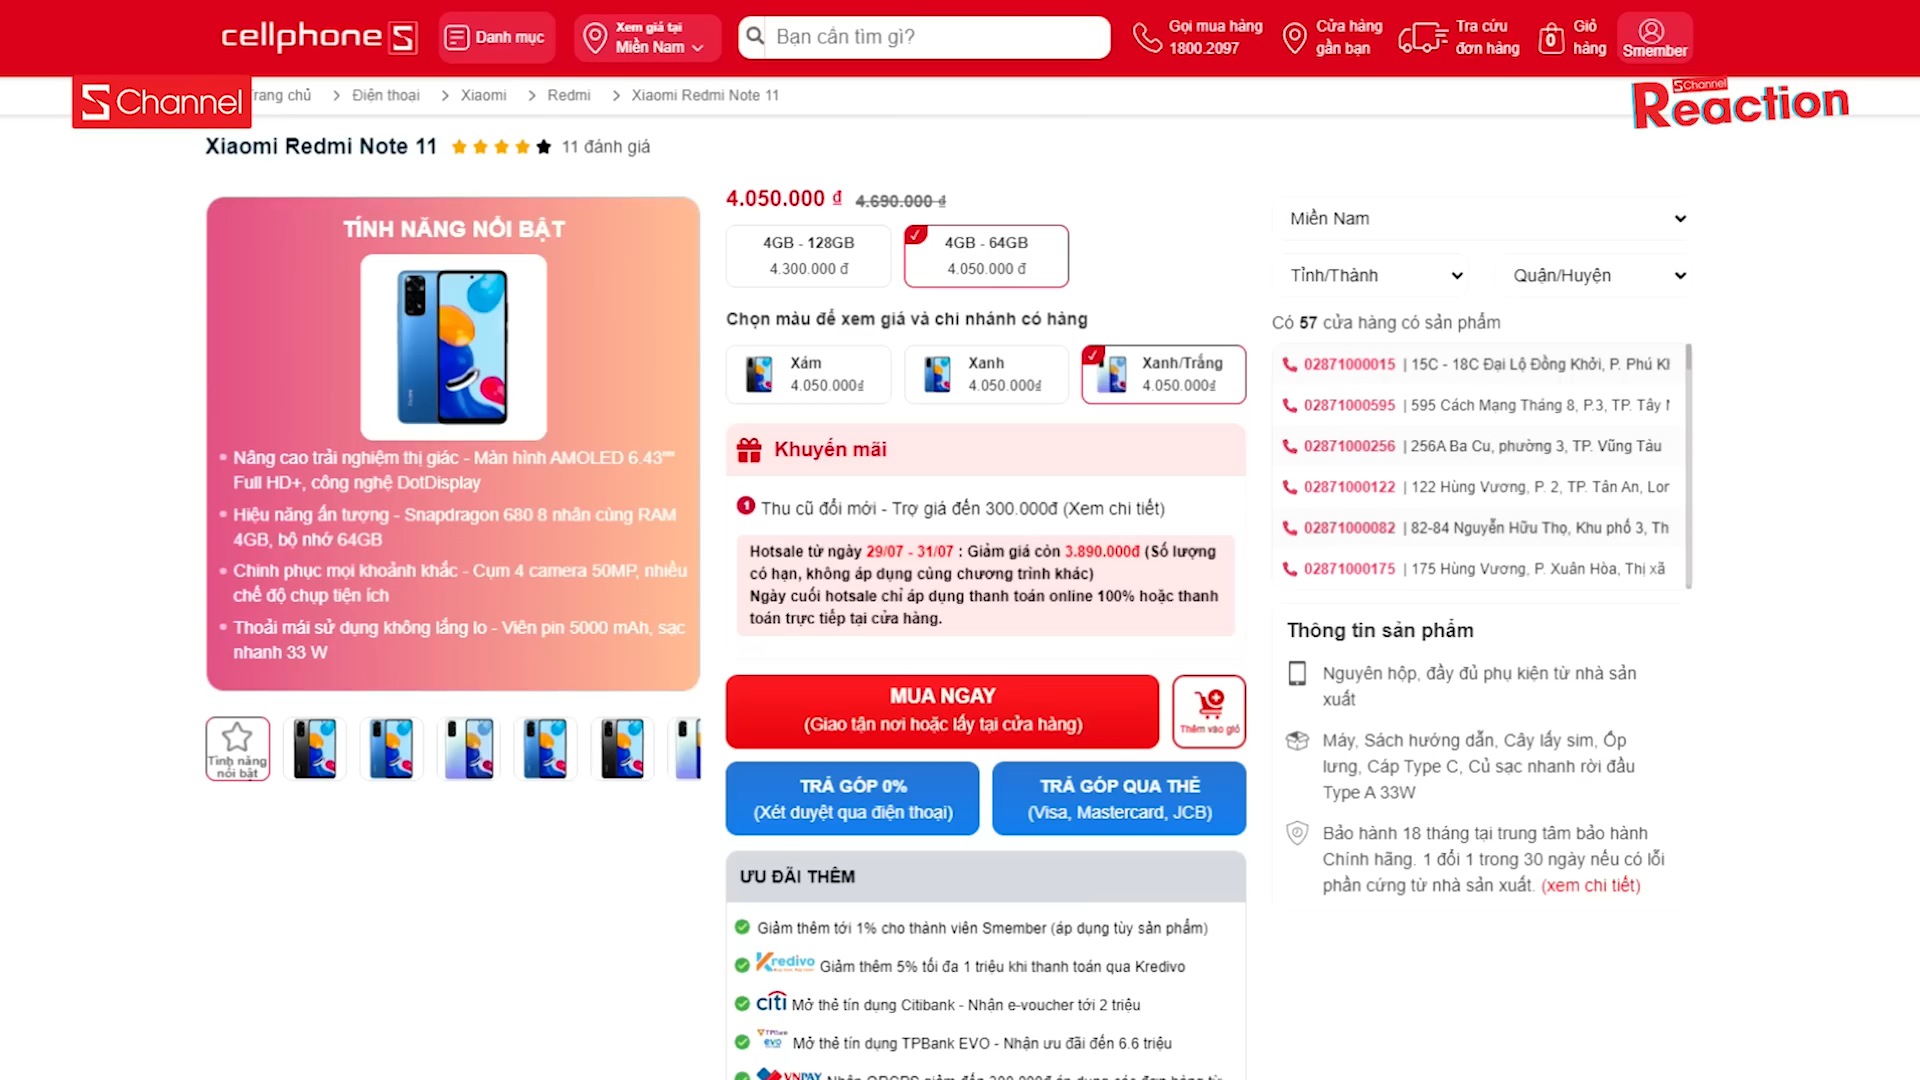 cellphoneS
Danh mục
Xem giá tại
Miền Nam
Bạn cần tìm gì?
Gọi mua hàng
1800.2097
Cửa hàng
gần bạn
Tra cứu
đơn hàng
0
Giỏ
hàng
Smember
S Channel
rang chủ
Điện thoại
Xiaomi
Redmi
Xiaomi Redmi Note 11
SChannel
Reaction
Xiaomi Redmi Note 11
11 đánh giá
TÍNH NĂNG NỔI BẬT
Nâng cao trải nghiệm thị giác - Màn hình AMOLED 6.43""
Full HD+, công nghệ DotDisplay
Hiệu năng ấn tượng - Snapdragon 680 8 nhân cùng RAM
4GB, bộ nhớ 64GB
Chinh phục mọi khoảnh khắc - Cụm 4 camera 50MP, nhiều
chế độ chụp tiện ích
Thoải mái sử dụng không lắng lo - Viên pin 5000 mAh, sạc
nhanh 33 W
Tính năng
nổi bật
4.050.000 ₫ 4.690.000 ₫
4GB - 128GB
4.300.000 đ
4GB - 64GB
4.050.000 đ
Chọn màu để xem giá và chi nhánh có hàng
Xám
4.050.000₫
Xanh
4.050.000₫
Xanh/Trắng
4.050.000₫
Khuyến mãi
1 Thu cũ đổi mới - Trợ giá đến 300.000đ (Xem chi tiết)
Hotsale từ ngày 29/07 - 31/07 : Giảm giá còn 3.890.000đ (Số lượng
có hạn, không áp dụng cùng chương trình khác)
Ngày cuối hotsale chỉ áp dụng thanh toán online 100% hoặc thanh
toán trực tiếp tại cửa hàng.
MUA NGAY
(Giao tận nơi hoặc lấy tại cửa hàng)
Thêm vào giỏ
TRẢ GÓP 0%
(Xét duyệt qua điện thoại)
TRẢ GÓP QUA THẺ
(Visa, Mastercard, JCB)
ƯU ĐÃI THÊM
Giảm thêm tới 1% cho thành viên Smember (áp dụng tùy sản phẩm)
Kredivo Giảm thêm 5% tối đa 1 triệu khi thanh toán qua Kredivo
citi Mở thẻ tín dụng Citibank - Nhận e-voucher tới 2 triệu
TPBank evo Mở thẻ tín dụng TPBank EVO - Nhận ưu đãi đến 6.6 triệu
VNPAY
Miền Nam
Tỉnh/Thành
Quận/Huyện
Có 57 cửa hàng có sản phẩm
02871000015 | 15C - 18C Đại Lộ Đồng Khởi, P. Phú Kh
02871000595 | 595 Cách Mạng Tháng 8, P.3, TP. Tây N
02871000256 | 256A Ba Cu, phường 3, TP. Vũng Tàu
02871000122 | 122 Hùng Vương, P. 2, TP. Tân An, Lon
02871000082 | 82-84 Nguyễn Hữu Thọ, Khu phố 3, Th
02871000175 | 175 Hùng Vương, P. Xuân Hòa, Thị xã
Thông tin sản phẩm
Nguyên hộp, đầy đủ phụ kiện từ nhà sản
xuất
Máy, Sách hướng dẫn, Cây lấy sim, Ốp
lưng, Cáp Type C, Củ sạc nhanh rời đầu
Type A 33W
Bảo hành 18 tháng tại trung tâm bảo hành
Chính hãng. 1 đổi 1 trong 30 ngày nếu có lỗi
phần cứng từ nhà sản xuất. (xem chi tiết)